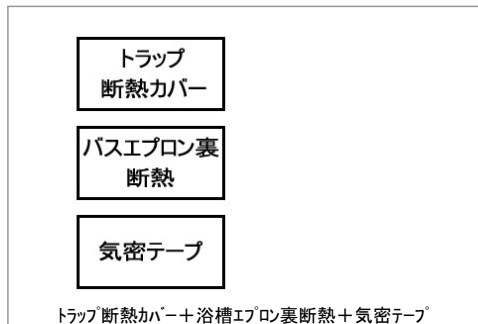 トラップ
断熱カバー
バスエプロン裏
断熱
気密テープ
ﾄﾗｯﾌﾟ断熱ｶﾊﾞｰ＋浴槽ｴﾌﾟﾛﾝ裏断熱＋気密ﾃｰﾌﾟ